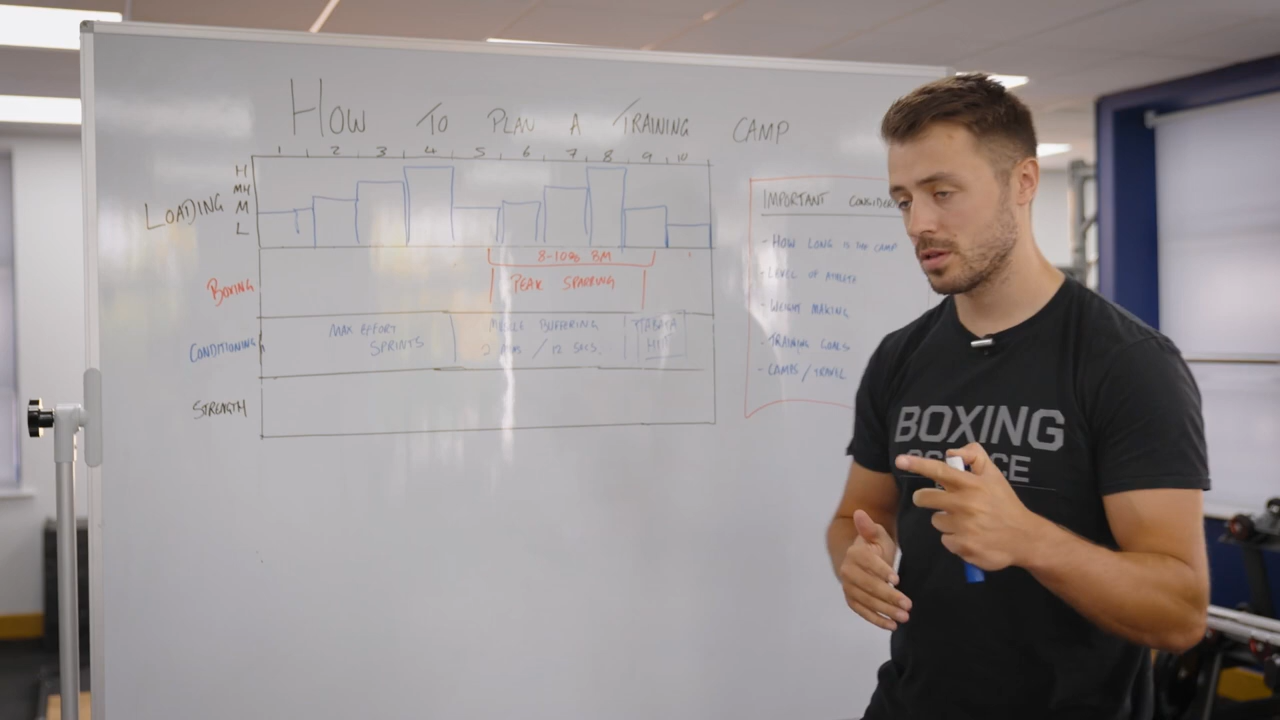 HOW TO PLAN A TRAINING CAMP
1 2 3 4 5 6 7 8 9 10
H
MH
LOADING M
L
8-10% BM
BOXING PEAK SPARRING
CONDITIONING MAX EFFORT
SPRINTS
MUSCLE BUFFERING
2 MINS / 12 SECS.
TABATA
HIT
STRENGTH
IMPORTANT CONSIDER
- HOW LONG IS THE CAMP
- LEVEL OF ATHLETE
- WEIGHT MAKING
- TRAINING GOALS
- CAMPS / TRAVEL
BOXING